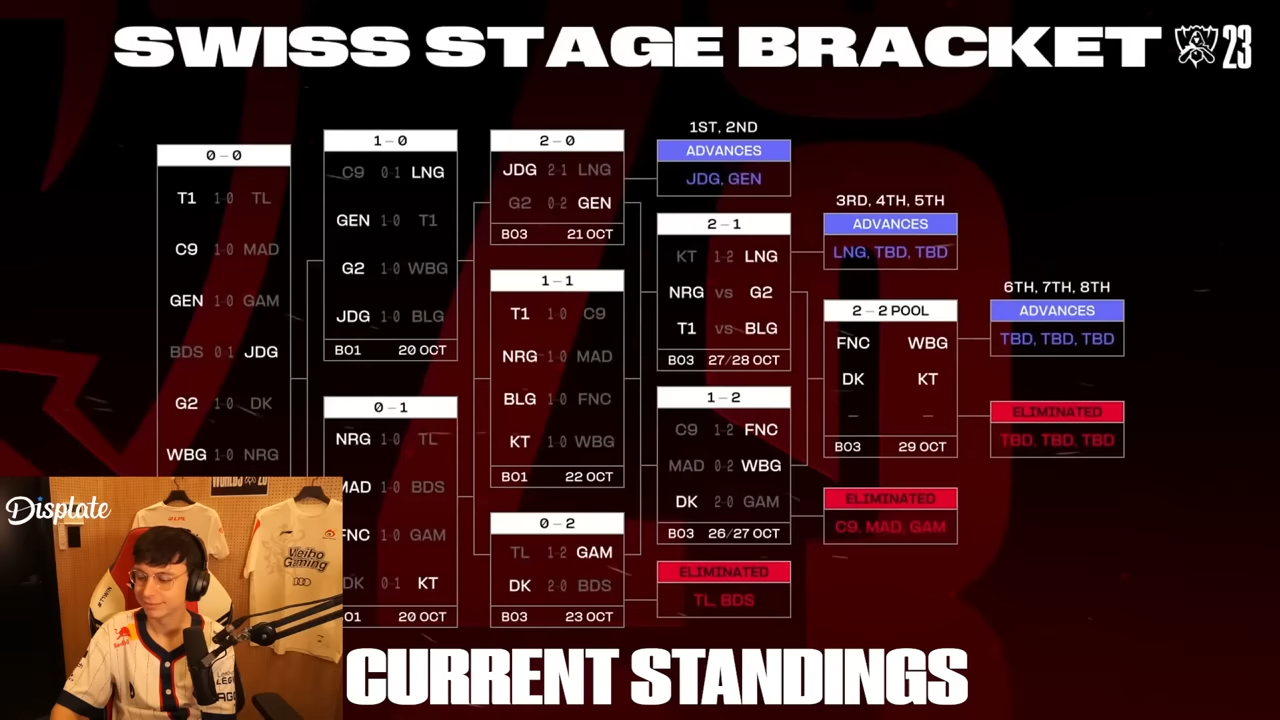 SWISS STAGE BRACKET 23
0 – 0
T1 1-0 TL
C9 1-0 MAD
GEN 1-0 GAM
BDS 0-1 JDG
G2 1-0 DK
WBG 1-0 NRG
1 – 0
C9 0-1 LNG
GEN 1-0 T1
G2 1-0 WBG
JDG 1-0 BLG
BO1 20 OCT
0 – 1
NRG 1-0 TL
MAD 1-0 BDS
FNC 1-0 GAM
DK 0-1 KT
BO1 20 OCT
2 – 0
JDG 2-1 LNG
G2 0-2 GEN
BO3 21 OCT
1 – 1
T1 1-0 C9
NRG 1-0 MAD
BLG 1-0 FNC
KT 1-0 WBG
BO1 22 OCT
0 – 2
TL 1-2 GAM
DK 2-0 BDS
BO3 23 OCT
1ST, 2ND
ADVANCES
JDG, GEN
2 – 1
KT 1-2 LNG
NRG vs G2
T1 vs BLG
BO3 27/28 OCT
1 – 2
C9 1-2 FNC
MAD 0-2 WBG
DK 2-0 GAM
BO3 26/27 OCT
ELIMINATED
TL, BDS
3RD, 4TH, 5TH
ADVANCES
LNG, TBD, TBD
2 – 2 POOL
FNC WBG
DK KT
– –
BO3 29 OCT
ELIMINATED
C9, MAD, GAM
6TH, 7TH, 8TH
ADVANCES
TBD, TBD, TBD
ELIMINATED
TBD, TBD, TBD
Displate
Weibo
Gaming
CURRENT STANDINGS